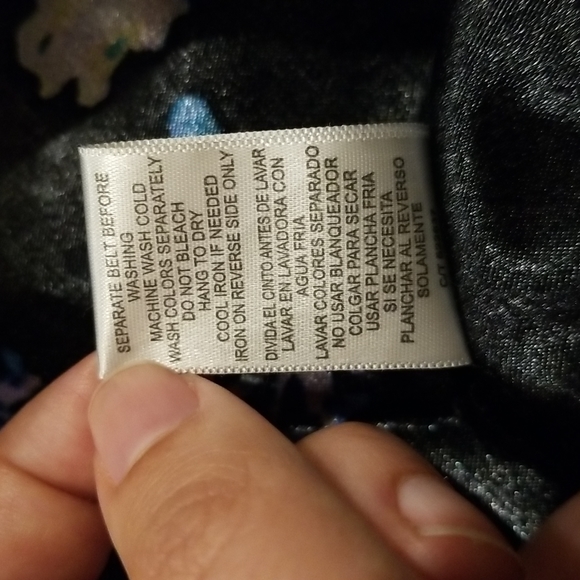 SEPARATE BELT BEFORE
WASHING
MACHINE WASH COLD
WASH COLORS SEPARATELY
DO NOT BLEACH
HANG TO DRY
COOL IRON IF NEEDED
IRON ON REVERSE SIDE ONLY
DIVIDA EL CINTO ANTES DE LAVAR
LAVAR EN LAVADORA CON
AGUA FRIA
LAVAR COLORES SEPARADO
NO USAR BLANQUEADOR
COLGAR PARA SECAR
USAR PLANCHA FRIA
SI SE NECESITA
PLANCHAR AL REVERSO
SOLAMENTE